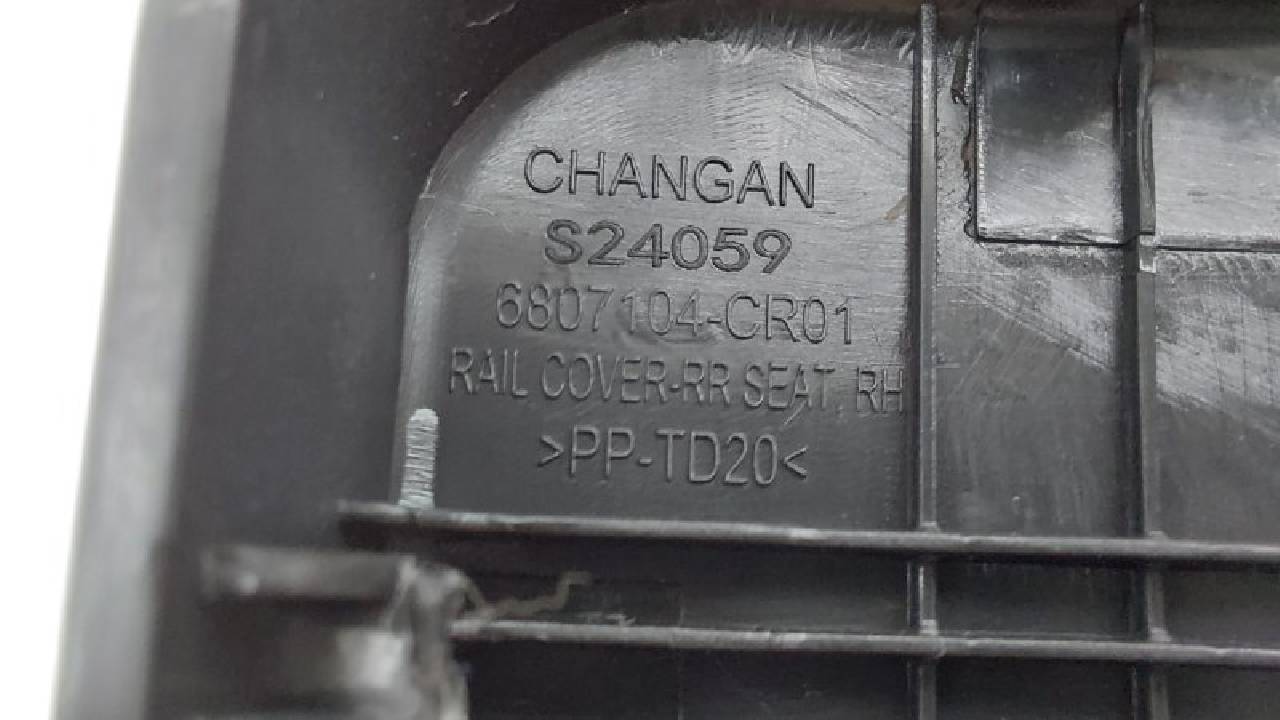 CHANGAN
S24059
6807104-CR01
RAIL COVER-RR SEAT, RH
>PP-TD20<